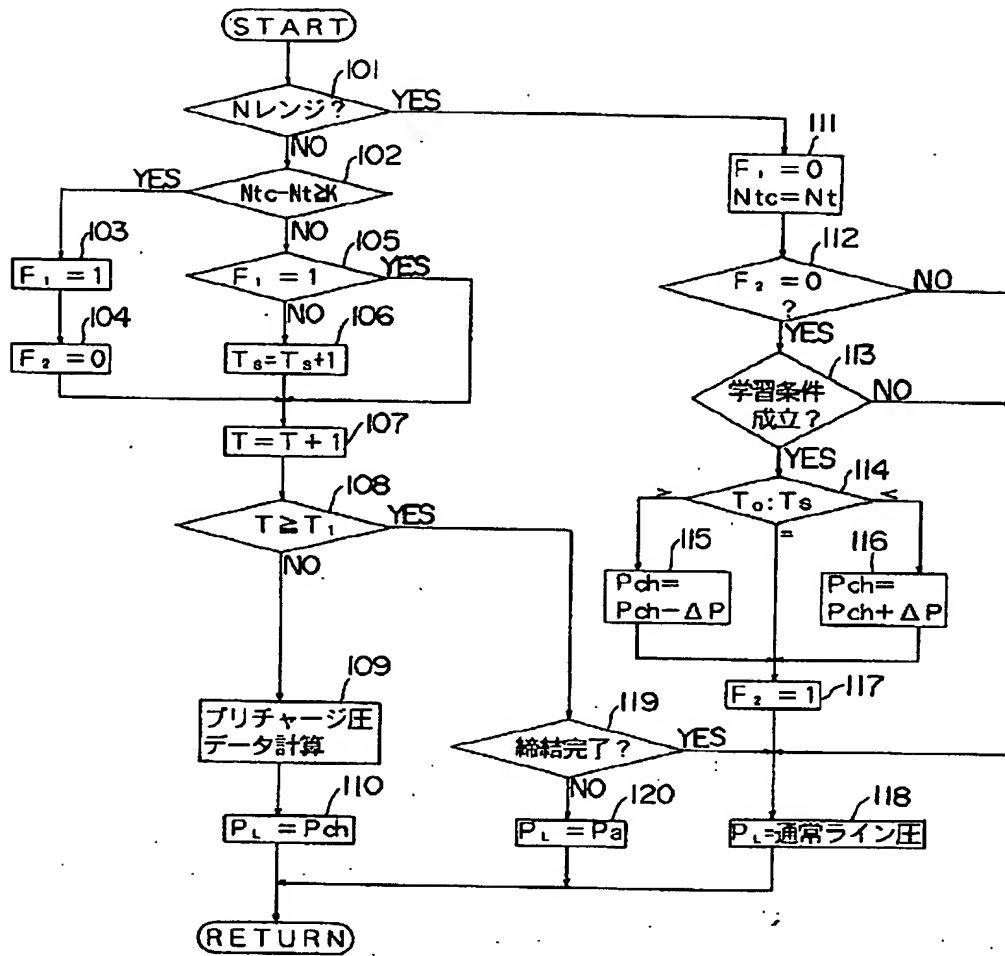 START
101
Nレンジ?
YES
NO
102
Ntc-Nt≧K
YES
NO
103
F₁=1
104
F₂=0
105
F₁=1
YES
NO
106
Ts=Ts+1
107
T=T+1
108
T≧T₁
YES
NO
109
プリチャージ圧
データ計算
110
PL=Pch
RETURN
111
F₁=0
Ntc=Nt
112
F₂=0
?
NO
YES
113
学習条件
成立?
NO
YES
114
To:Ts
>
<
=
115
Pch=
Pch-ΔP
116
Pch=
Pch+ΔP
117
F₂=1
119
締結完了?
YES
NO
120
PL=Pa
118
PL=通常ライン圧